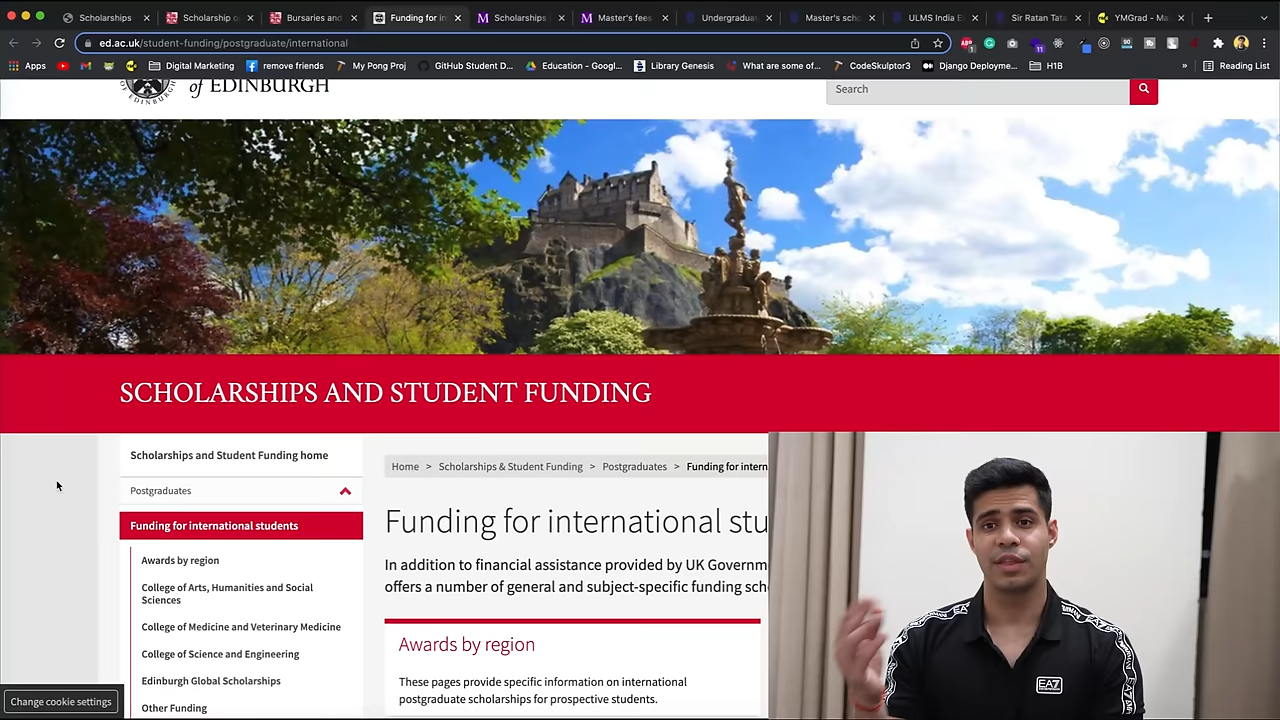 Scholarships
Scholarship o
Bursaries and
Funding for in
Scholarships
Master's fees
Undergradua
Master's sch
ULMS India E
Sir Ratan Tat
YMGrad - Ma
ed.ac.uk/student-funding/postgraduate/international
Apps
Digital Marketing
remove friends
My Pong Proj
GitHub Student D...
Education - Googl...
Library Genesis
What are some of...
CodeSkulptor3
Django Deployme...
H1B
»
Reading List
of EDINBURGH
Search
SCHOLARSHIPS AND STUDENT FUNDING
Scholarships and Student Funding home
Postgraduates
Funding for international students
Awards by region
College of Arts, Humanities and Social
Sciences
College of Medicine and Veterinary Medicine
College of Science and Engineering
Edinburgh Global Scholarships
Other Funding
Change cookie settings
Home > Scholarships & Student Funding > Postgraduates > Funding for intern
Funding for international stu
In addition to financial assistance provided by UK Governm
offers a number of general and subject-specific funding sch
Awards by region
These pages provide specific information on international
postgraduate scholarships for prospective students.
EA7